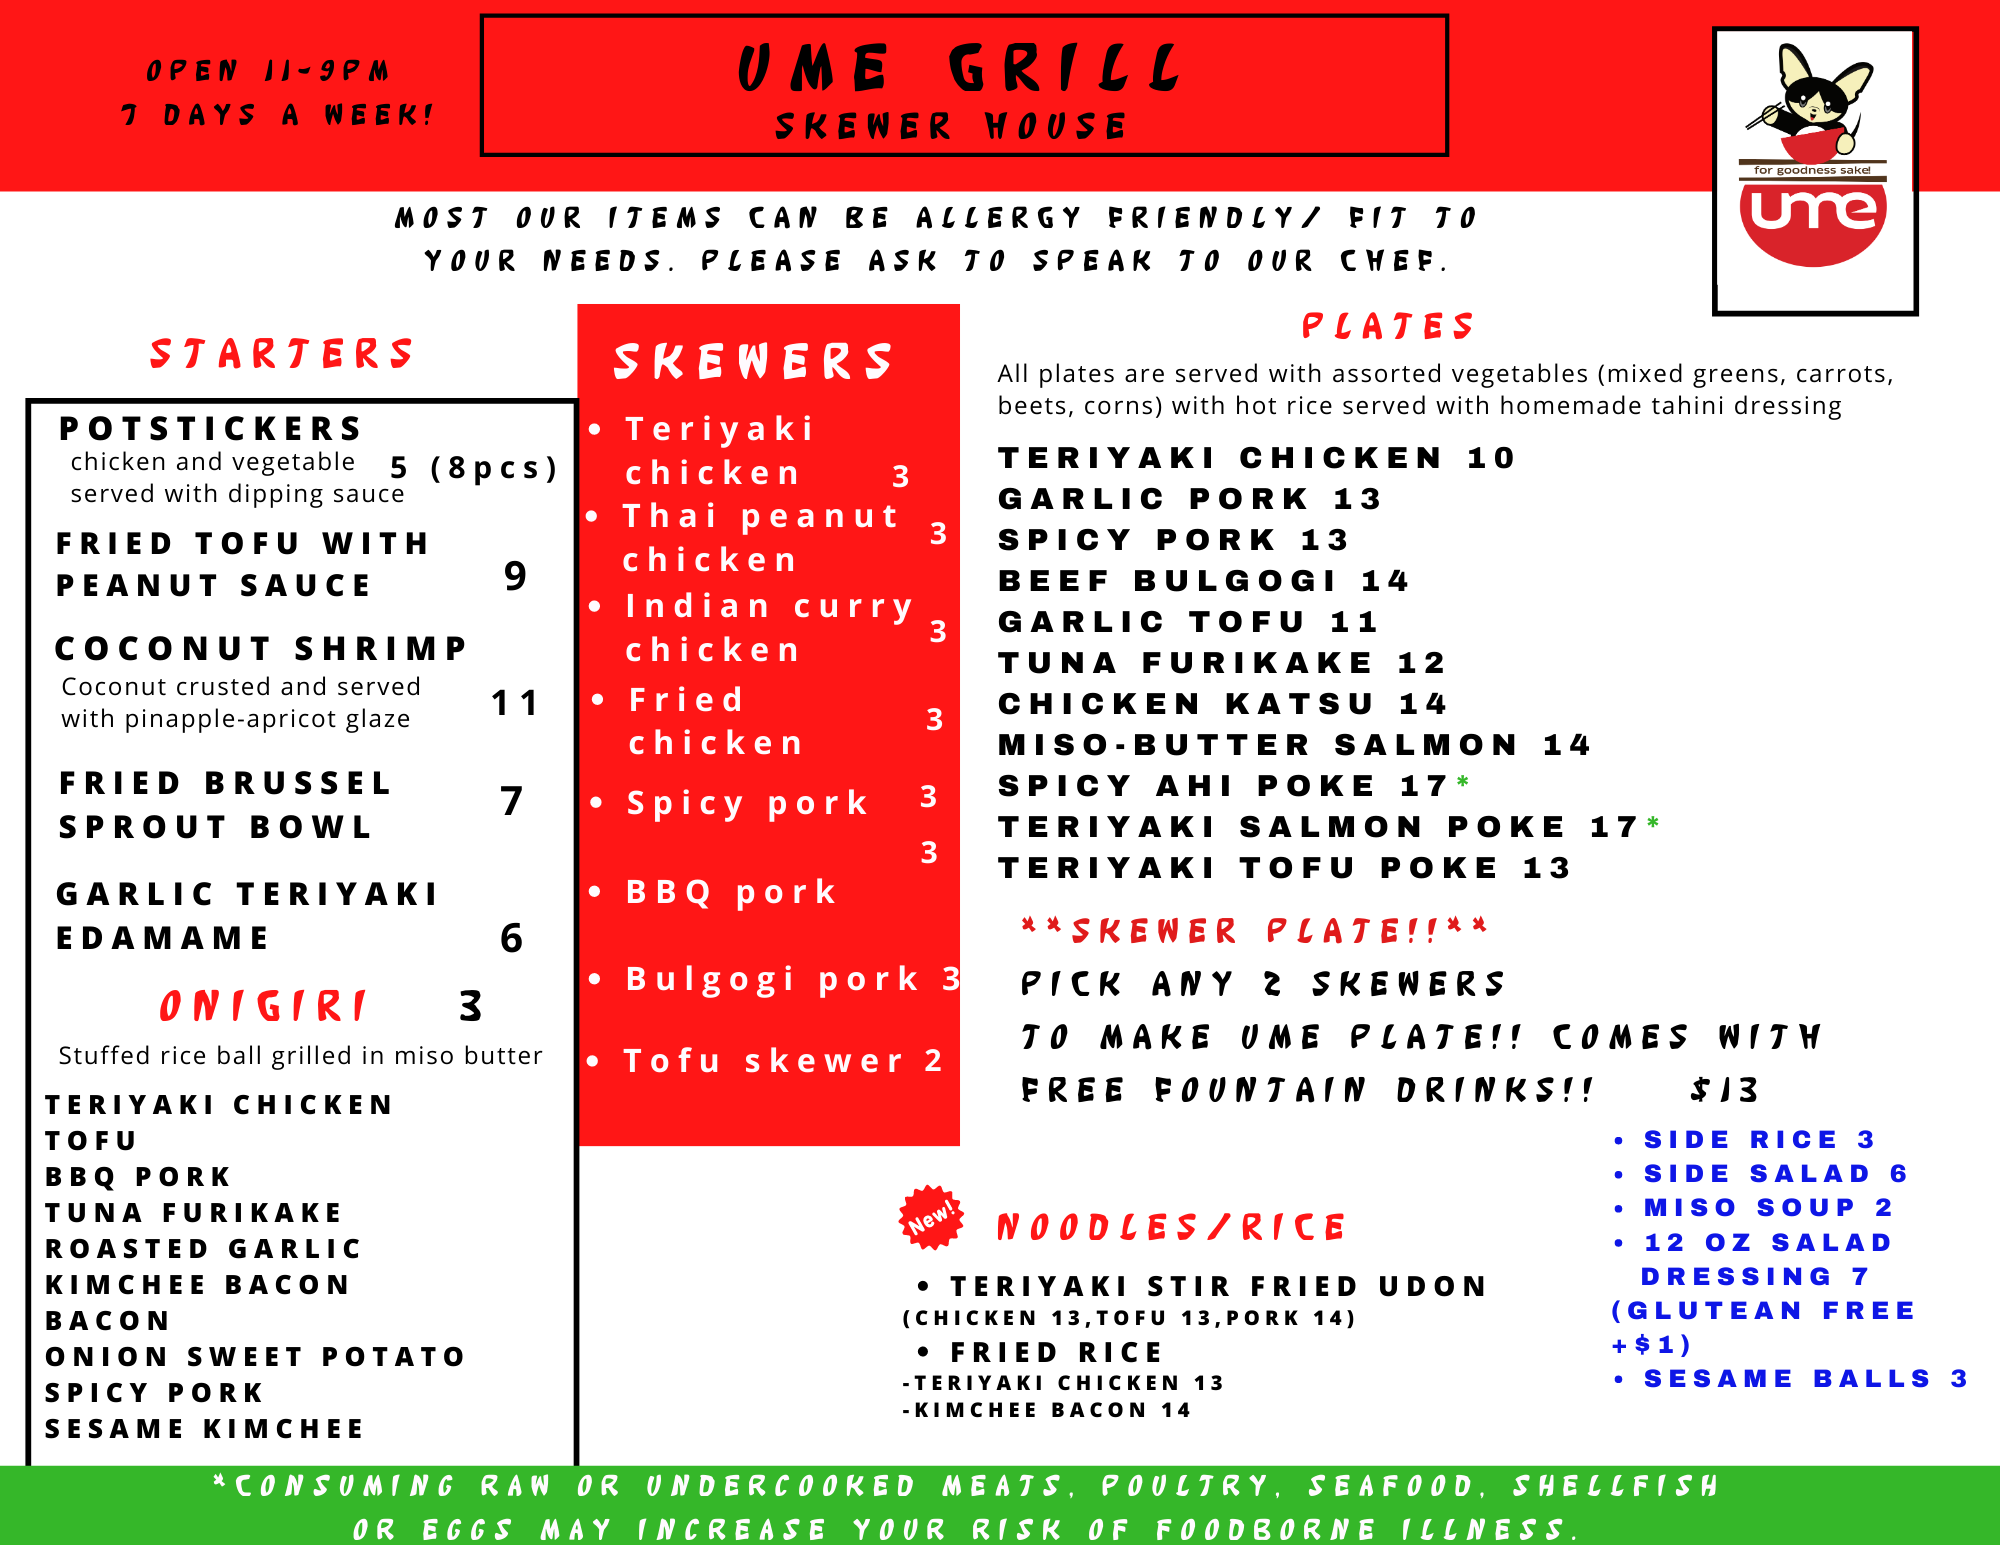 OPEN 11-9PM
7 DAYS A WEEK!
UME GRILL
SKEWER HOUSE
for goodness sake!
ume
MOST OUR ITEMS CAN BE ALLERGY FRIENDLY/ FIT TO
YOUR NEEDS. PLEASE ASK TO SPEAK TO OUR CHEF.
STARTERS
POTSTICKERS
chicken and vegetable
served with dipping sauce
5 (8pcs)
FRIED TOFU WITH
PEANUT SAUCE
9
COCONUT SHRIMP
Coconut crusted and served
with pinapple-apricot glaze
11
FRIED BRUSSEL
SPROUT BOWL
7
GARLIC TERIYAKI
EDAMAME
6
ONIGIRI 3
Stuffed rice ball grilled in miso butter
TERIYAKI CHICKEN
TOFU
BBQ PORK
TUNA FURIKAKE
ROASTED GARLIC
KIMCHEE BACON
BACON
ONION SWEET POTATO
SPICY PORK
SESAME KIMCHEE
SKEWERS
• Teriyaki
chicken 3
• Thai peanut
chicken
3
• Indian curry
chicken
3
• Fried
chicken
3
• Spicy pork 3
3
• BBQ pork
• Bulgogi pork 3
• Tofu skewer 2
PLATES
All plates are served with assorted vegetables (mixed greens, carrots,
beets, corns) with hot rice served with homemade tahini dressing
TERIYAKI CHICKEN 10
GARLIC PORK 13
SPICY PORK 13
BEEF BULGOGI 14
GARLIC TOFU 11
TUNA FURIKAKE 12
CHICKEN KATSU 14
MISO-BUTTER SALMON 14
SPICY AHI POKE 17*
TERIYAKI SALMON POKE 17*
TERIYAKI TOFU POKE 13
**SKEWER PLATE!!**
PICK ANY 2 SKEWERS
TO MAKE UME PLATE!! COMES WITH
FREE FOUNTAIN DRINKS!! $13
New!
NOODLES/RICE
• TERIYAKI STIR FRIED UDON
(CHICKEN 13,TOFU 13,PORK 14)
• FRIED RICE
-TERIYAKI CHICKEN 13
-KIMCHEE BACON 14
• SIDE RICE 3
• SIDE SALAD 6
• MISO SOUP 2
• 12 OZ SALAD
DRESSING 7
(GLUTEAN FREE
+$1)
• SESAME BALLS 3
*CONSUMING RAW OR UNDERCOOKED MEATS, POULTRY, SEAFOOD, SHELLFISH
OR EGGS MAY INCREASE YOUR RISK OF FOODBORNE ILLNESS.